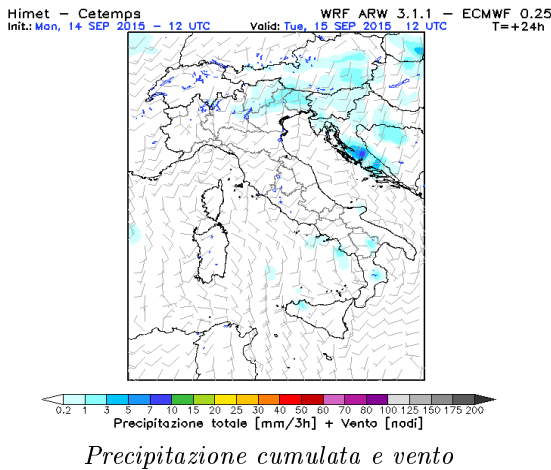 Himet – Cetemps WRF ARW 3.1.1 – ECMWF 0.25
Init.: Mon, 14 SEP 2015 – 12 UTC Valid: Tue, 15 SEP 2015 12 UTC T=+24h
0.2 1 3 5 7 10 15 20 25 30 40 50 60 70 80 100 125 150 175 200
Precipitazione totale [mm/3h] + Vento [nodi]
Precipitazione cumulata e vento